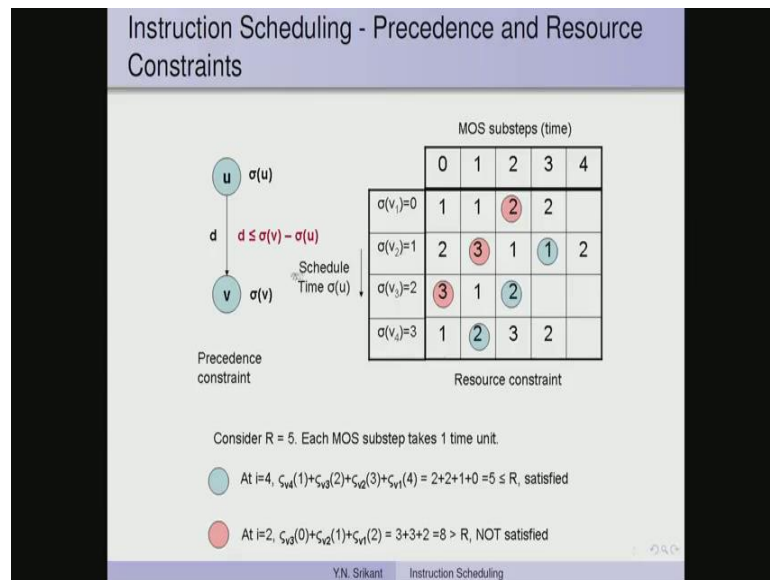 Instruction Scheduling - Precedence and Resource
Constraints
MOS substeps (time)
0 1 2 3 4
u σ(u)
σ(v₁)=0 1 1 2 2
d d ≤ σ(v) – σ(u)
σ(v₂)=1 2 3 1 1 2
Schedule
Time σ(u)
v σ(v)
σ(v₃)=2 3 1 2
σ(v₄)=3 1 2 3 2
Precedence
constraint
Resource constraint
Consider R = 5. Each MOS substep takes 1 time unit.
At i=4, ςᵥ₄(1)+ςᵥ₃(2)+ςᵥ₂(3)+ςᵥ₁(4) = 2+2+1+0 =5 ≤ R, satisfied
At i=2, ςᵥ₃(0)+ςᵥ₂(1)+ςᵥ₁(2) = 3+3+2 =8 > R, NOT satisfied
Y.N. Srikant Instruction Scheduling